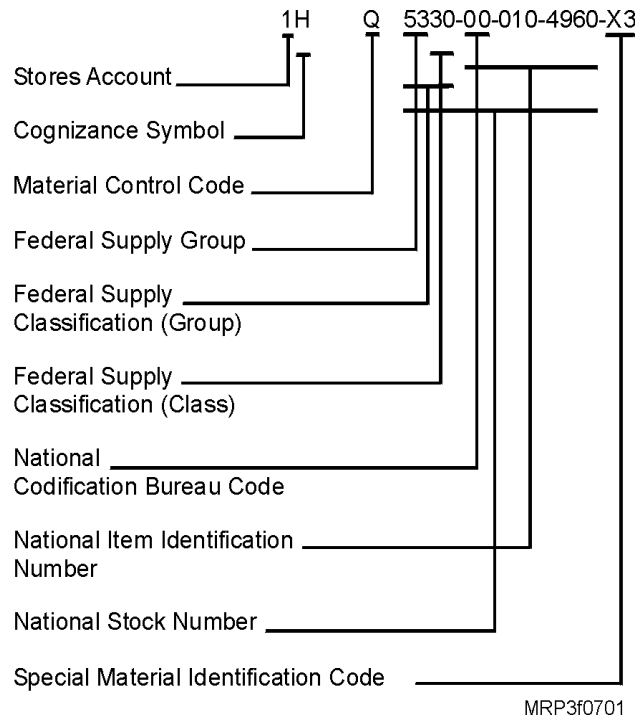 1H Q 5330-00-010-4960-X3
Stores Account
Cognizance Symbol
Material Control Code
Federal Supply Group
Federal Supply
Classification (Group)
Federal Supply
Classification (Class)
National
Codification Bureau Code
National Item Identification
Number
National Stock Number
Special Material Identification Code
MRP3f0701